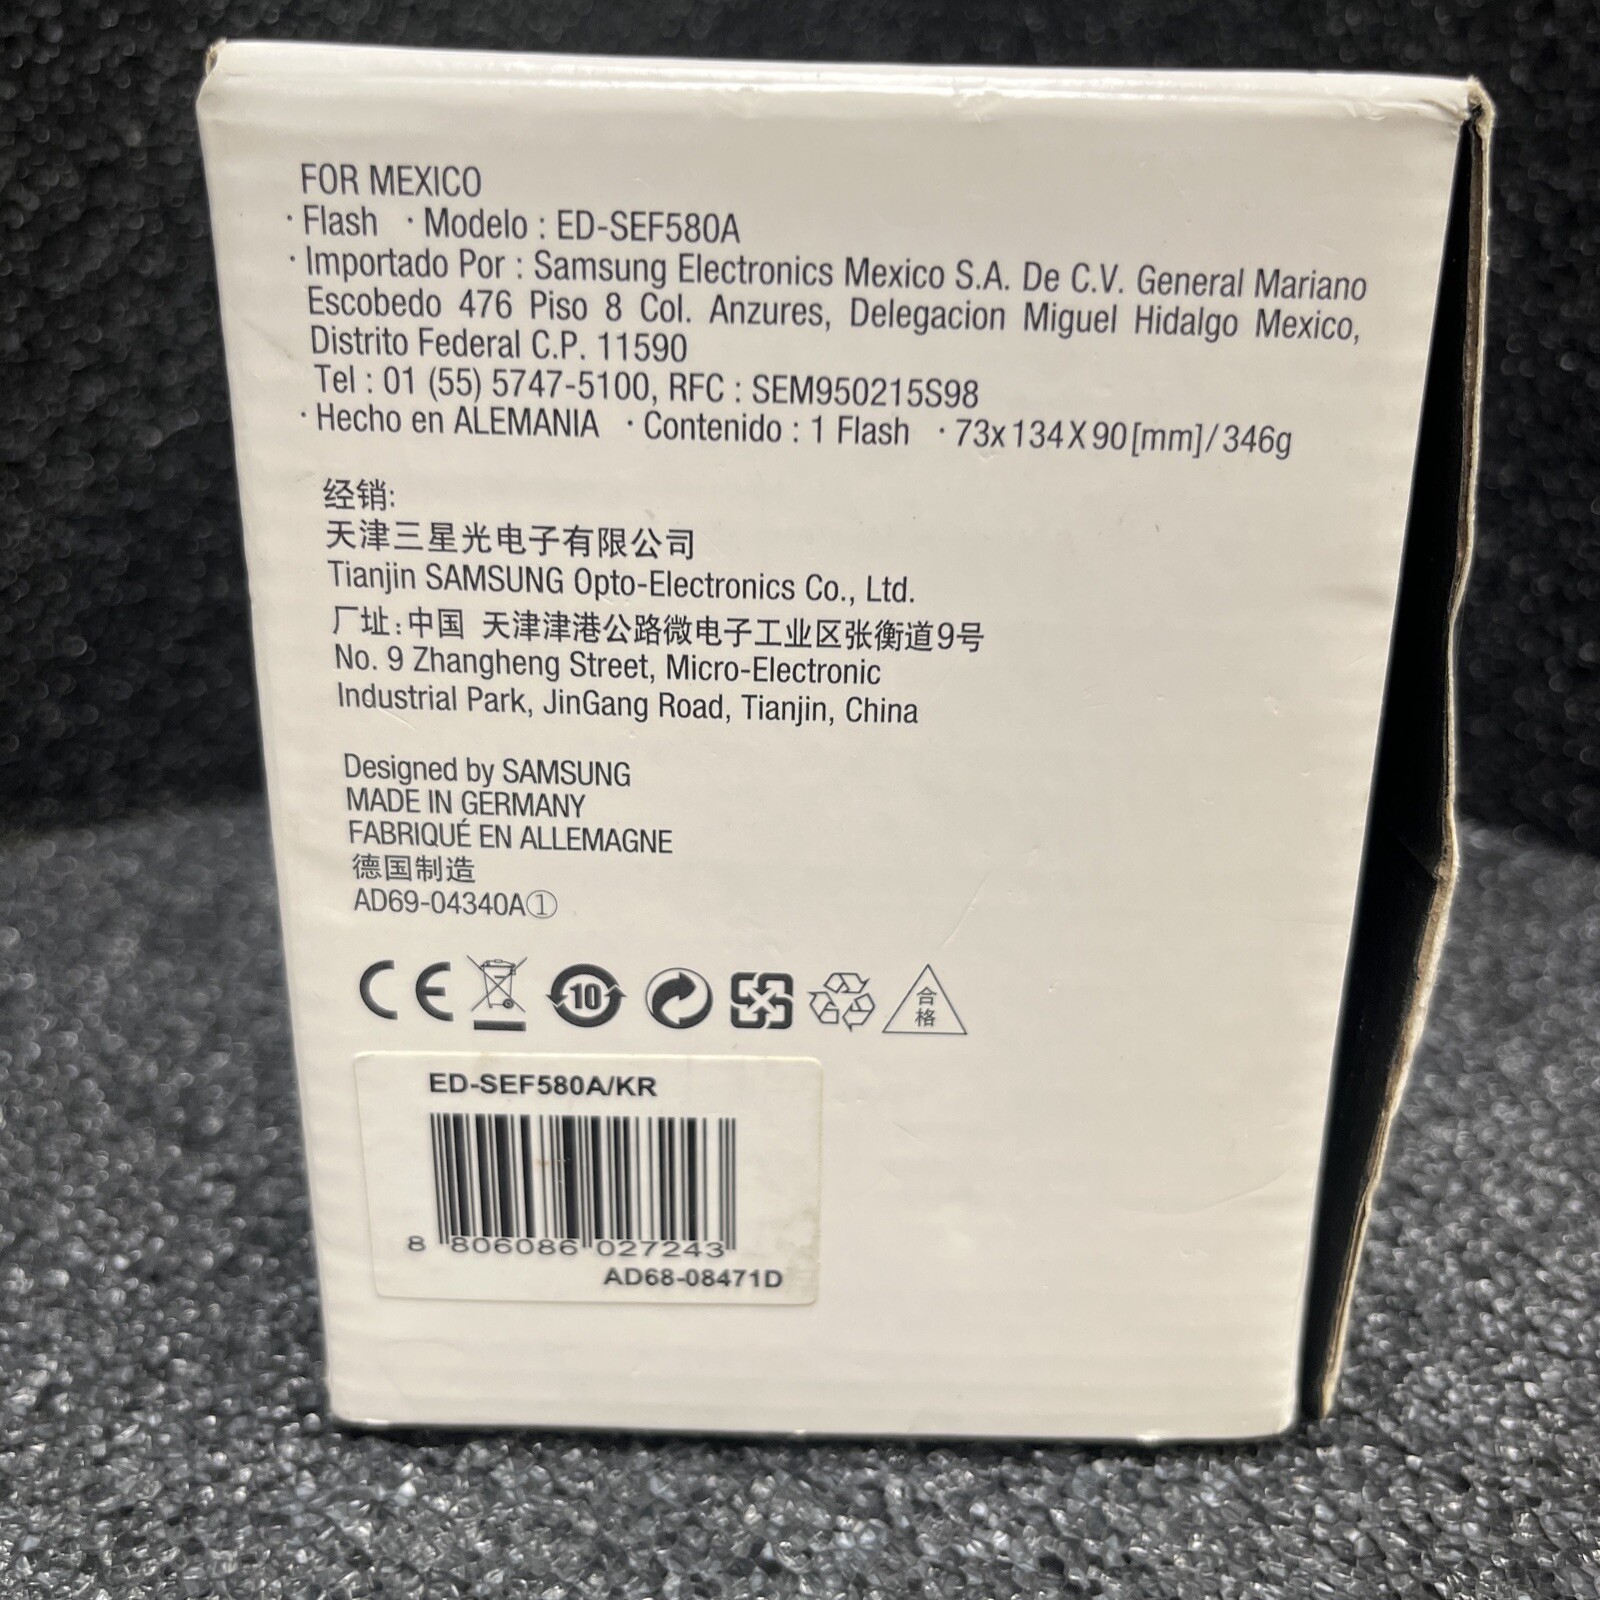 FOR MEXICO
· Flash · Modelo : ED-SEF580A
· Importado Por : Samsung Electronics Mexico S.A. De C.V. General Mariano
Escobedo 476 Piso 8 Col. Anzures, Delegacion Miguel Hidalgo Mexico,
Distrito Federal C.P. 11590
Tel : 01 (55) 5747-5100, RFC : SEM950215S98
· Hecho en ALEMANIA · Contenido : 1 Flash · 73x134X90[mm]/346g
经销:
天津三星光电子有限公司
Tianjin SAMSUNG Opto-Electronics Co., Ltd.
厂址:中国 天津津港公路微电子工业区张衡道9号
No. 9 Zhangheng Street, Micro-Electronic
Industrial Park, JinGang Road, Tianjin, China
Designed by SAMSUNG
MADE IN GERMANY
FABRIQUÉ EN ALLEMAGNE
德国制造
AD69-04340A①
CE 10 合格
ED-SEF580A/KR
8 806086 027243
AD68-08471D